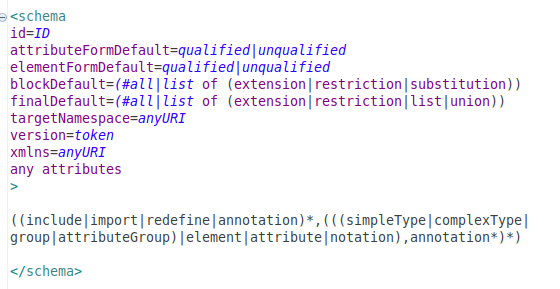 <schema
id=ID
attributeFormDefault=qualified|unqualified
elementFormDefault=qualified|unqualified
blockDefault=(#all|list of (extension|restriction|substitution))
finalDefault=(#all|list of (extension|restriction|list|union))
targetNamespace=anyURI
version=token
xmlns=anyURI
any attributes
>
((include|import|redefine|annotation)*,(((simpleType|complexType|
group|attributeGroup)|element|attribute|notation),annotation*)*)
</schema>